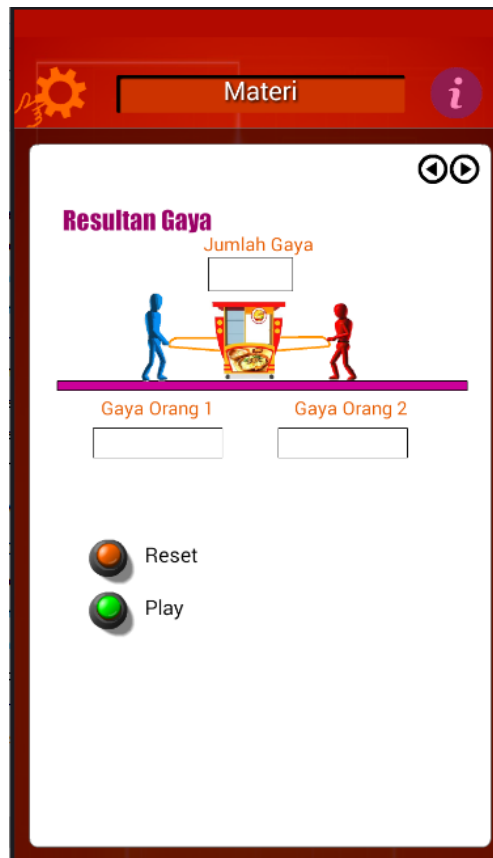 Materi
i
Resultan Gaya
Jumlah Gaya
Gaya Orang 1
Gaya Orang 2
Reset
Play